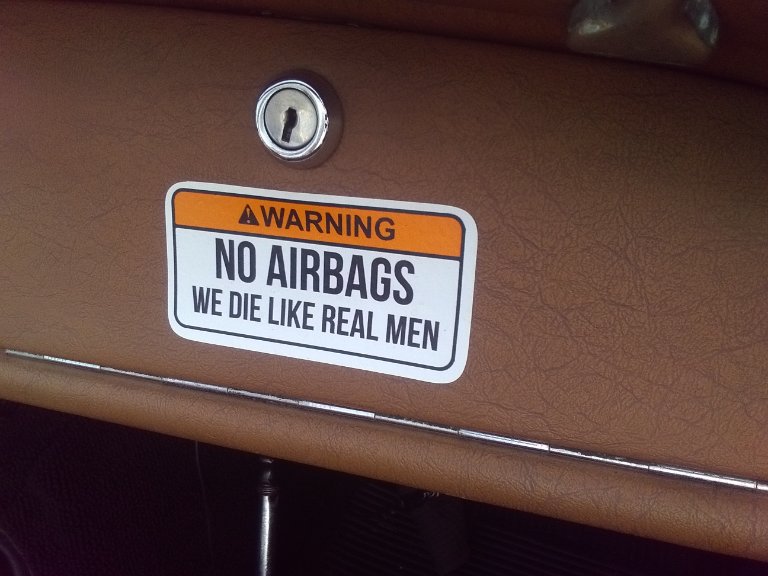 WARNING
NO AIRBAGS
WE DIE LIKE REAL MEN